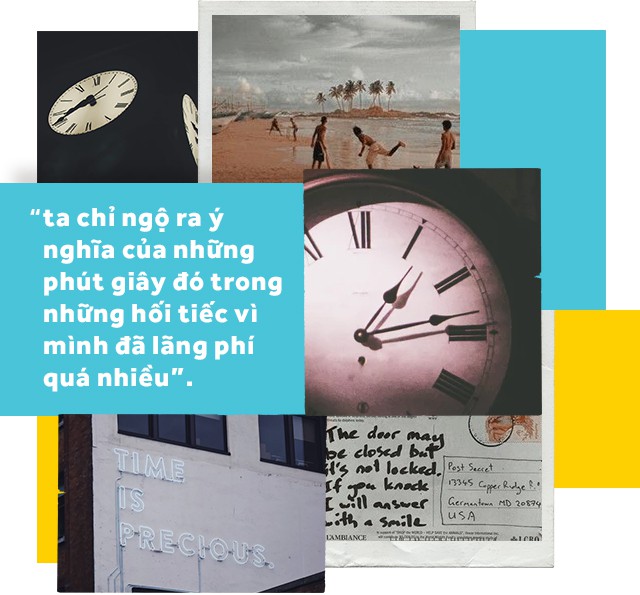 “ta chỉ ngộ ra ý
nghĩa của những
phút giây đó trong
những hối tiếc vì
mình đã lãng phí
quá nhiều”.
TIME
IS
PRECIOUS.
The door may
be closed but
it's not locked.
If you knock
I will answer
with a smile
Post Secret
13345 Copper Ridge R.
Germantown MD 20874
USA
L'AMBIANCE